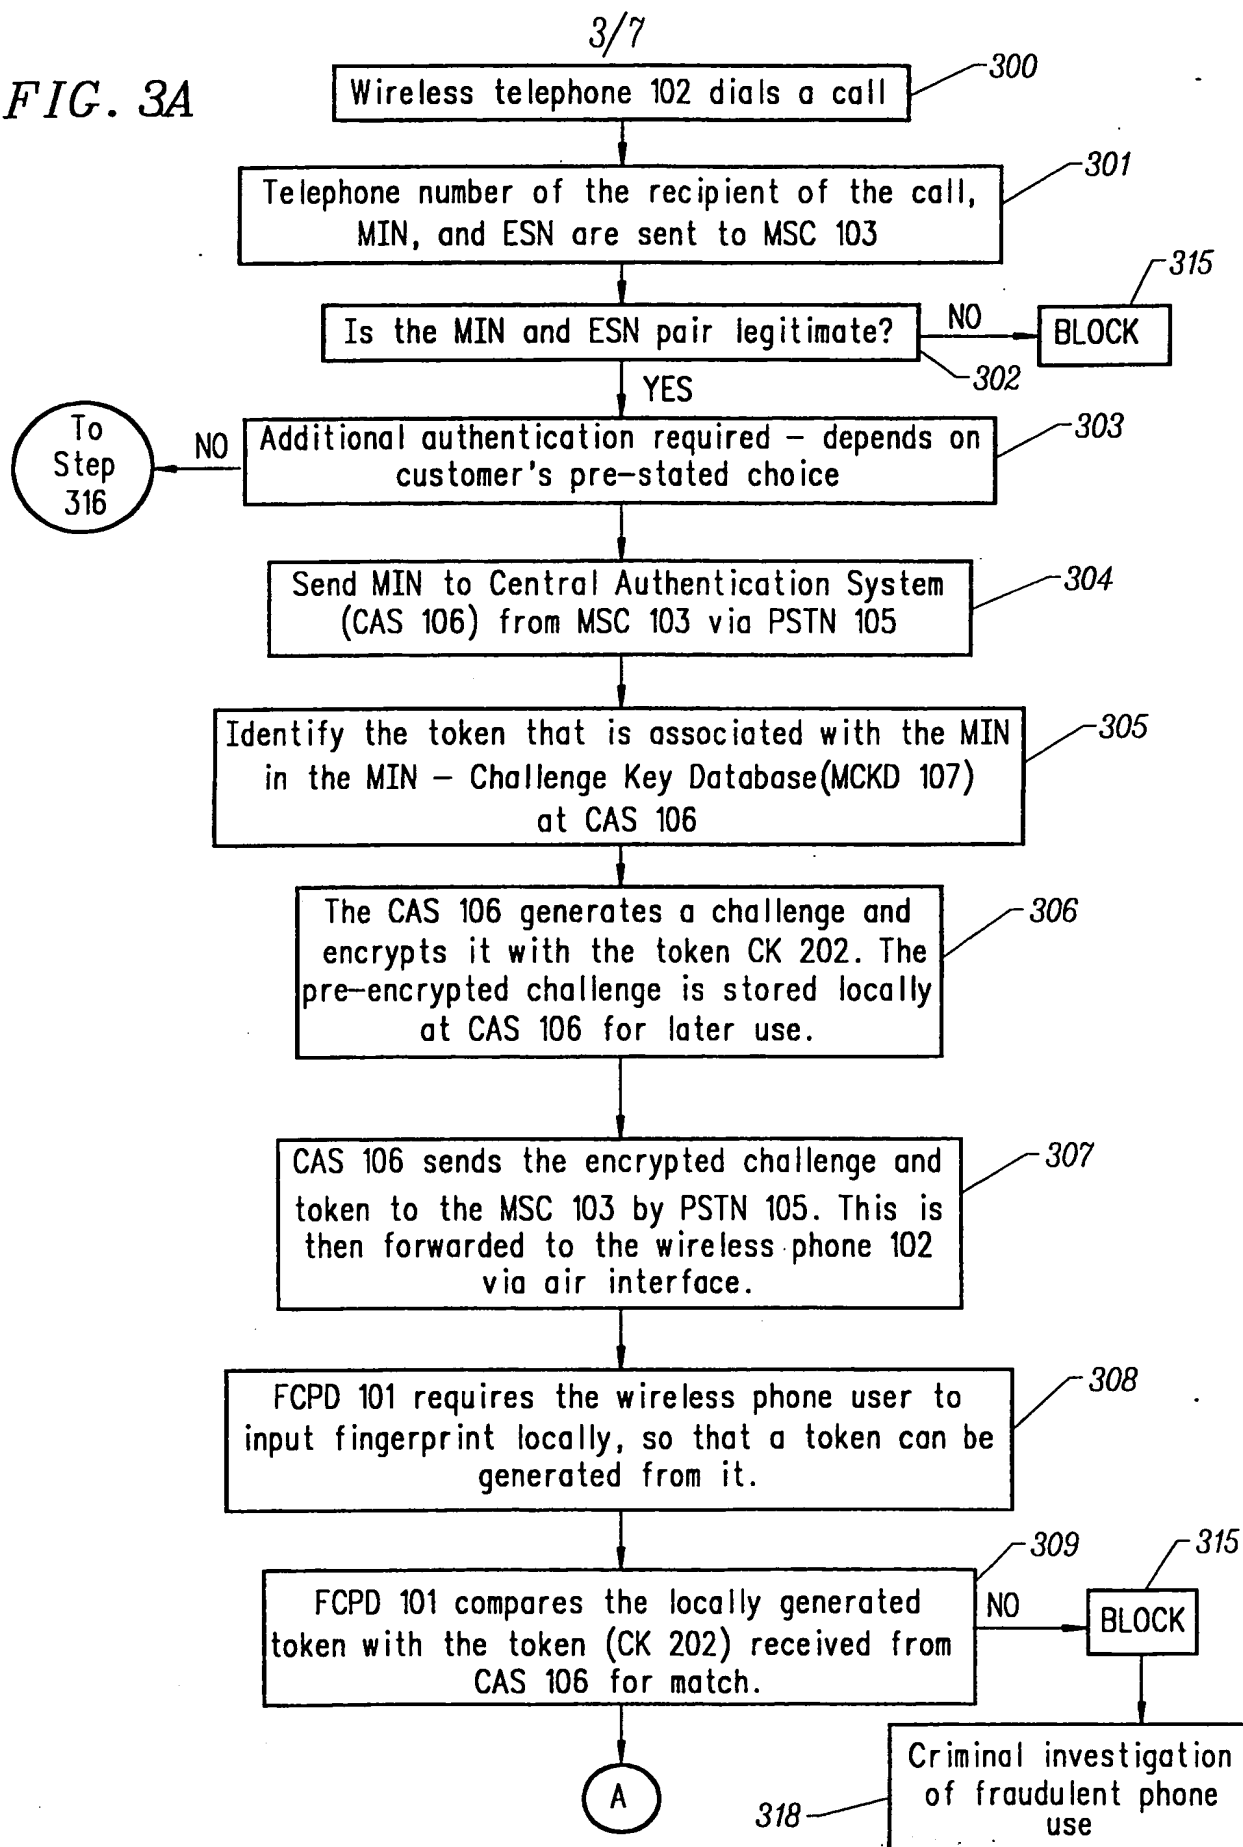 3/7
FIG. 3A
300
Wireless telephone 102 dials a call
301
Telephone number of the recipient of the call,
MIN, and ESN are sent to MSC 103
315
Is the MIN and ESN pair legitimate?
NO
BLOCK
302
YES
To
Step
316
NO
Additional authentication required – depends on
customer's pre-stated choice
303
Send MIN to Central Authentication System
(CAS 106) from MSC 103 via PSTN 105
304
Identify the token that is associated with the MIN
in the MIN – Challenge Key Database(MCKD 107)
at CAS 106
305
The CAS 106 generates a challenge and
encrypts it with the token CK 202. The
pre-encrypted challenge is stored locally
at CAS 106 for later use.
306
CAS 106 sends the encrypted challenge and
token to the MSC 103 by PSTN 105. This is
then forwarded to the wireless phone 102
via air interface.
307
FCPD 101 requires the wireless phone user to
input fingerprint locally, so that a token can be
generated from it.
308
309
315
FCPD 101 compares the locally generated
token with the token (CK 202) received from
CAS 106 for match.
NO
BLOCK
A
Criminal investigation
of fraudulent phone
use
318